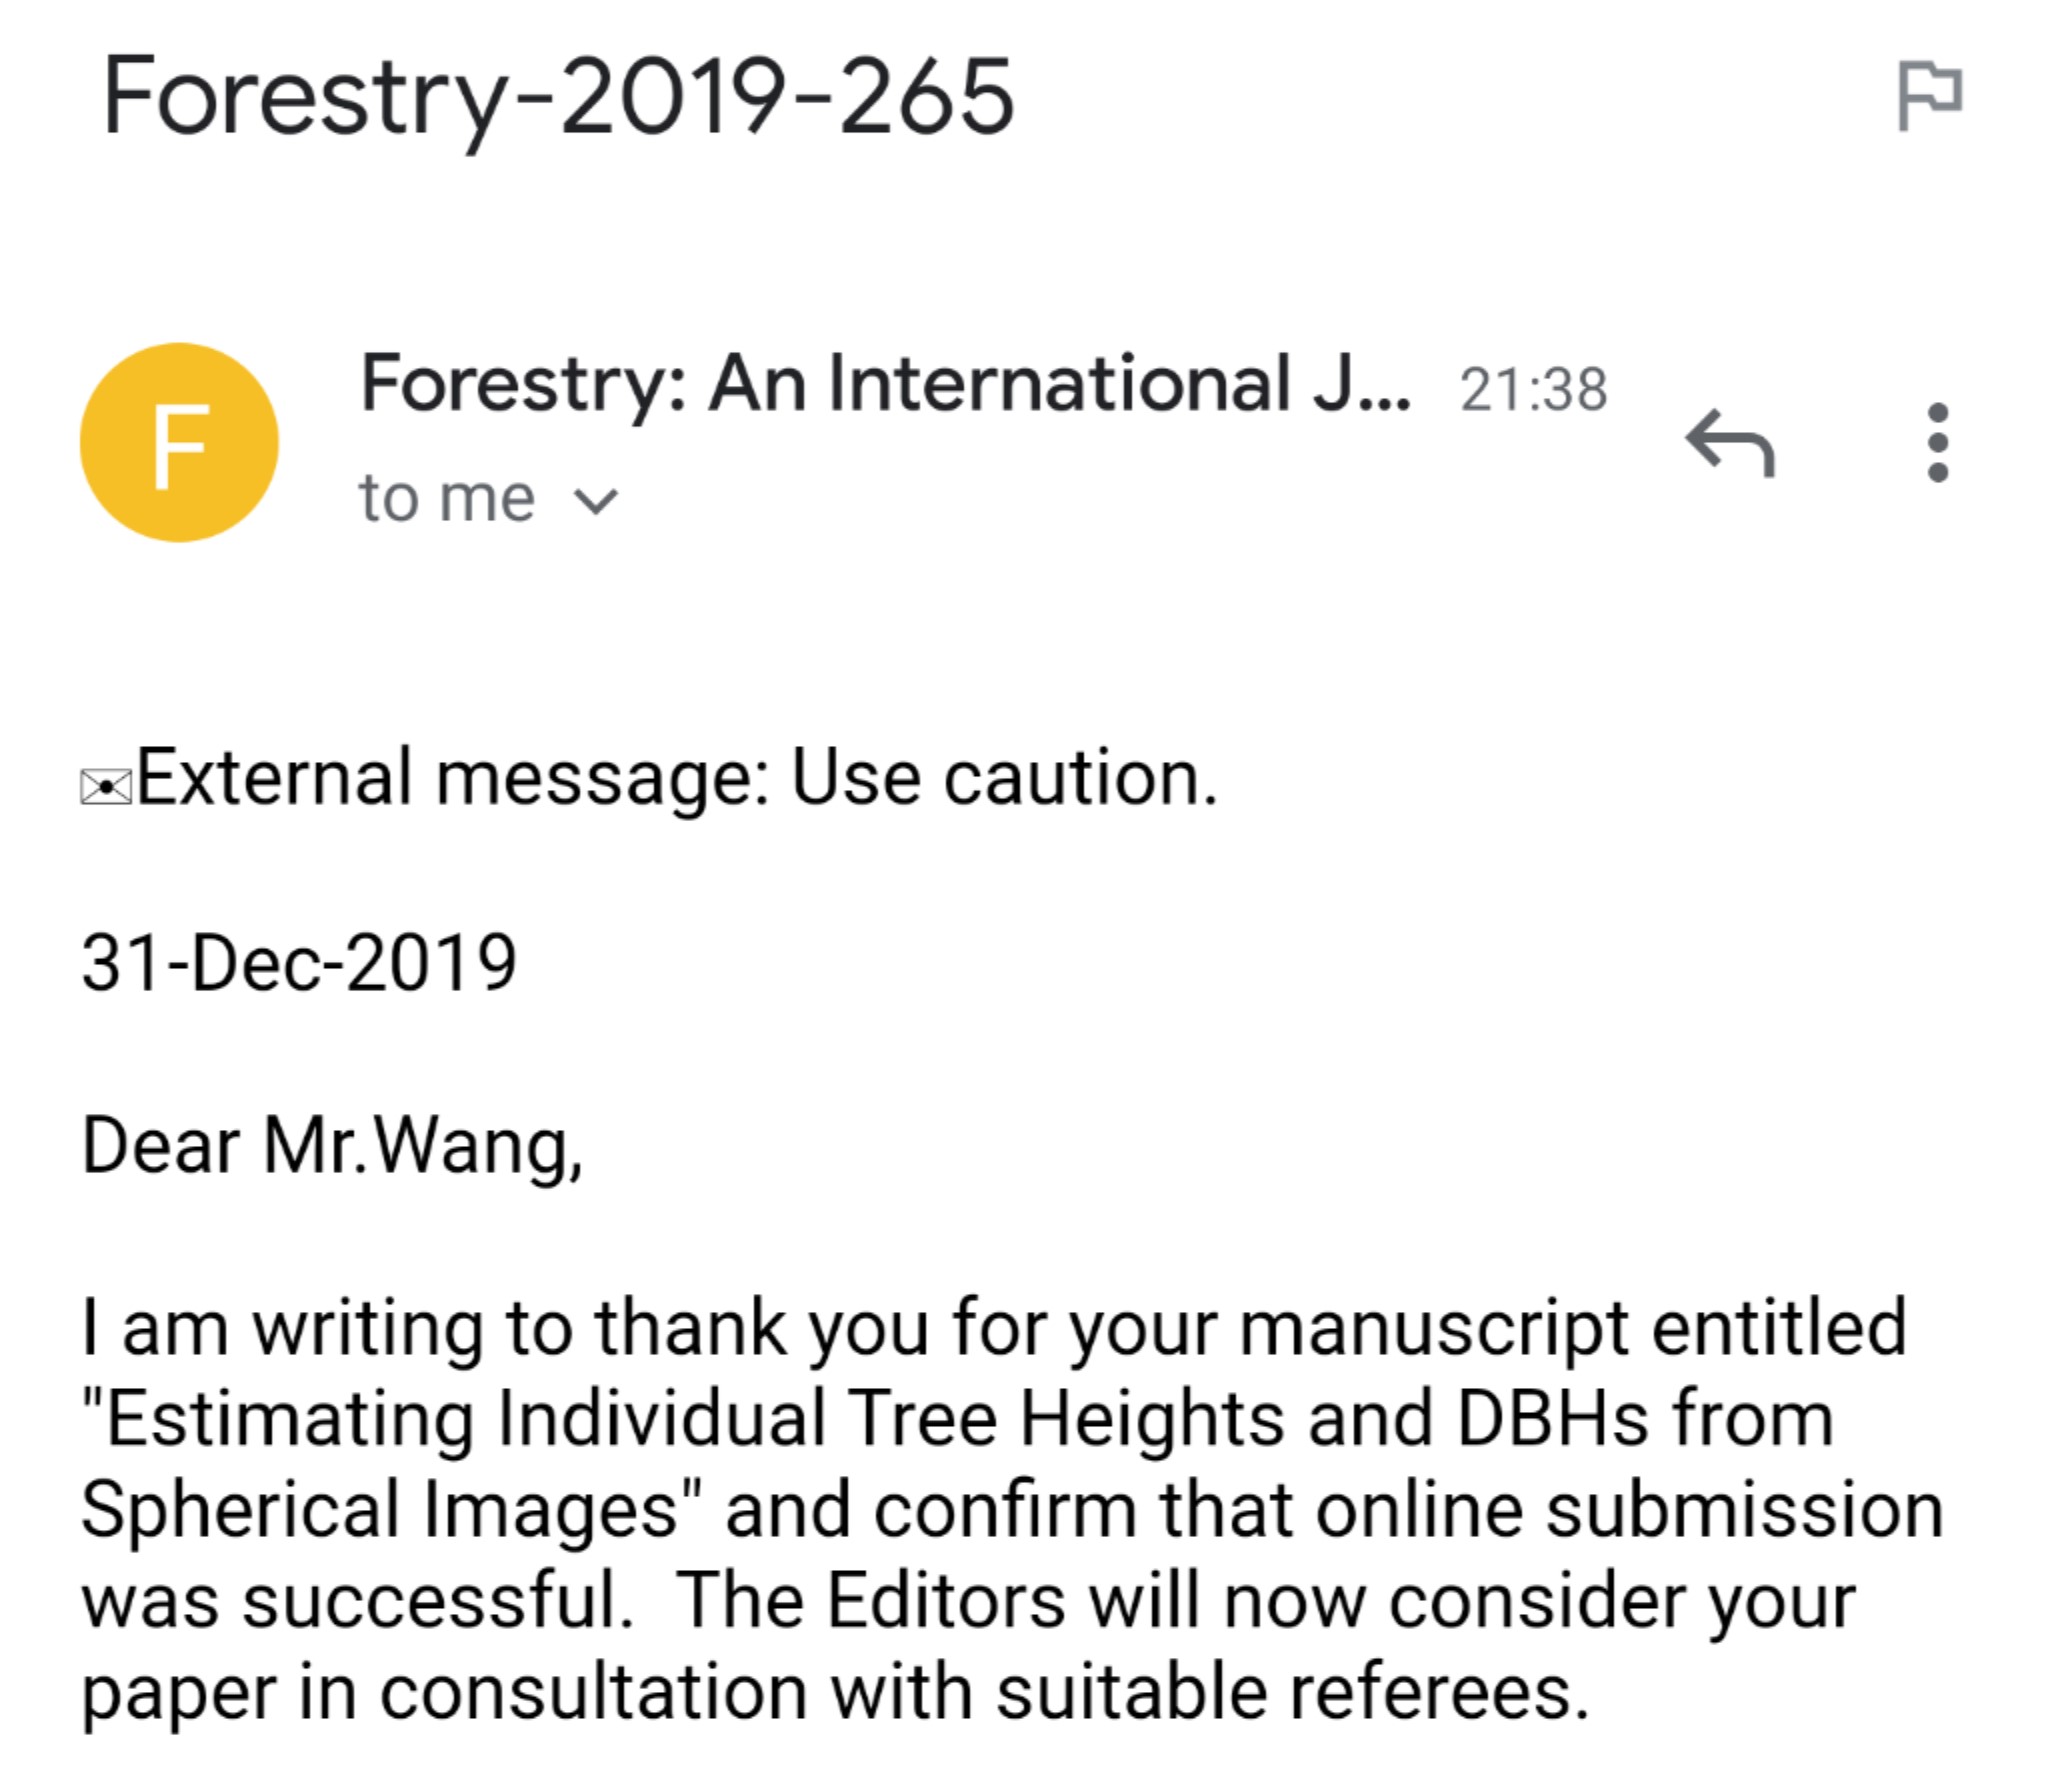 Forestry-2019-265
F
Forestry: An International J... 21:38
to me
External message: Use caution.
31-Dec-2019
Dear Mr.Wang,
I am writing to thank you for your manuscript entitled
"Estimating Individual Tree Heights and DBHs from
Spherical Images" and confirm that online submission
was successful.  The Editors will now consider your
paper in consultation with suitable referees.